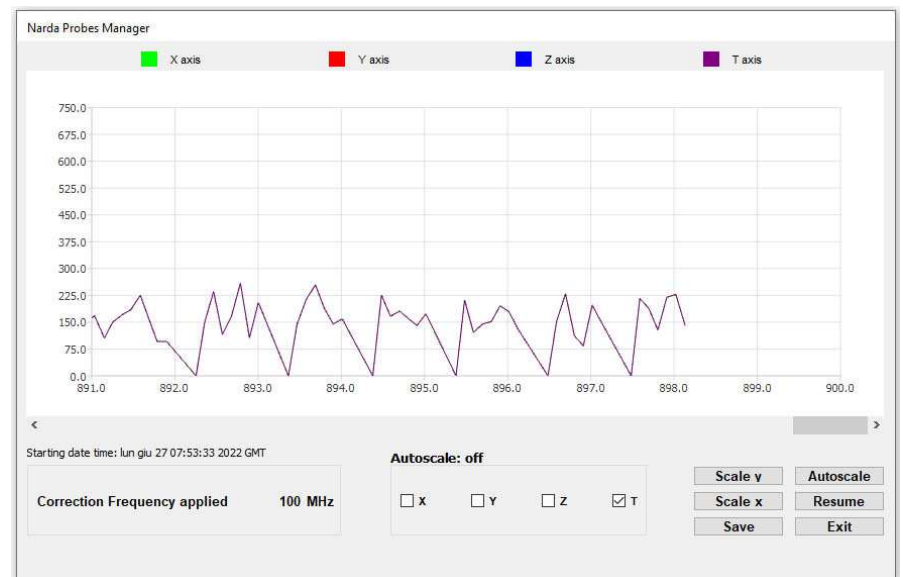 Narda Probes Manager
X axis Y axis Z axis T axis
750.0
675.0
600.0
525.0
450.0
375.0
300.0
225.0
150.0
75.0
0.0
891.0 892.0 893.0 894.0 895.0 896.0 897.0 898.0 899.0 900.0
Starting date time: lun giu 27 07:53:33 2022 GMT
Autoscale: off
Correction Frequency applied 100 MHz
X Y Z T
Scale y Autoscale
Scale x Resume
Save Exit